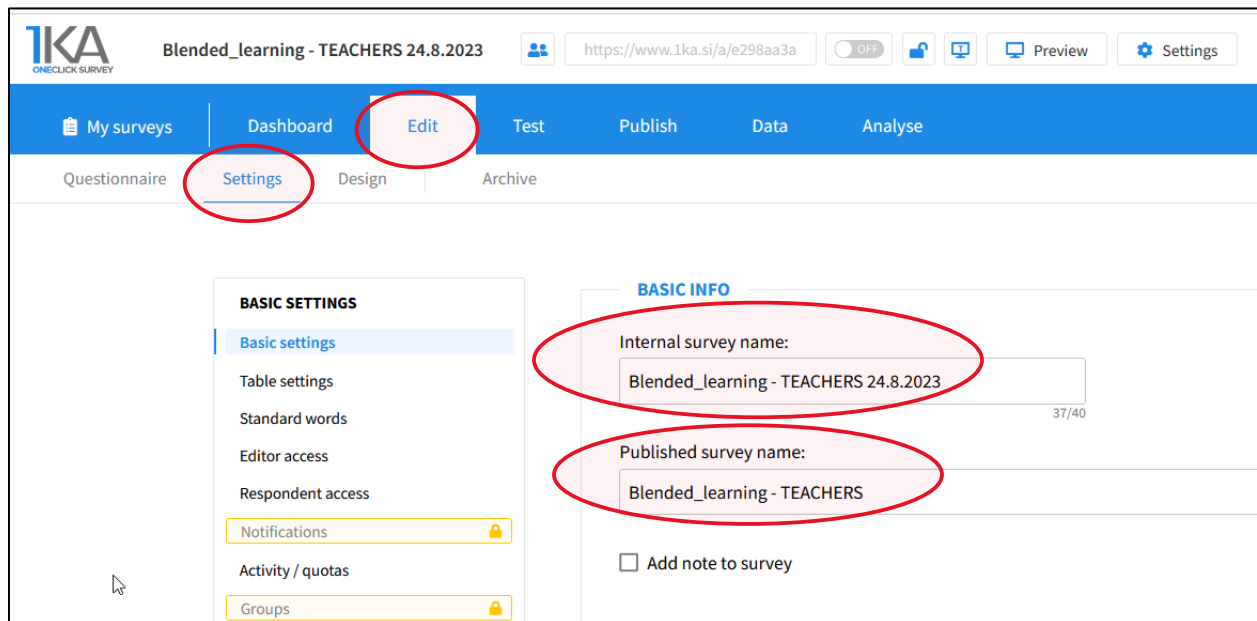 1KA
ONECLICK SURVEY
Blended_learning - TEACHERS 24.8.2023
https://www.1ka.si/a/e298aa3a
OFF
Preview
Settings
My surveys
Dashboard
Edit
Test
Publish
Data
Analyse
Questionnaire
Settings
Design
Archive
BASIC SETTINGS
Basic settings
Table settings
Standard words
Editor access
Respondent access
Notifications
Activity / quotas
Groups
BASIC INFO
Internal survey name:
Blended_learning - TEACHERS 24.8.2023
37/40
Published survey name:
Blended_learning - TEACHERS
Add note to survey